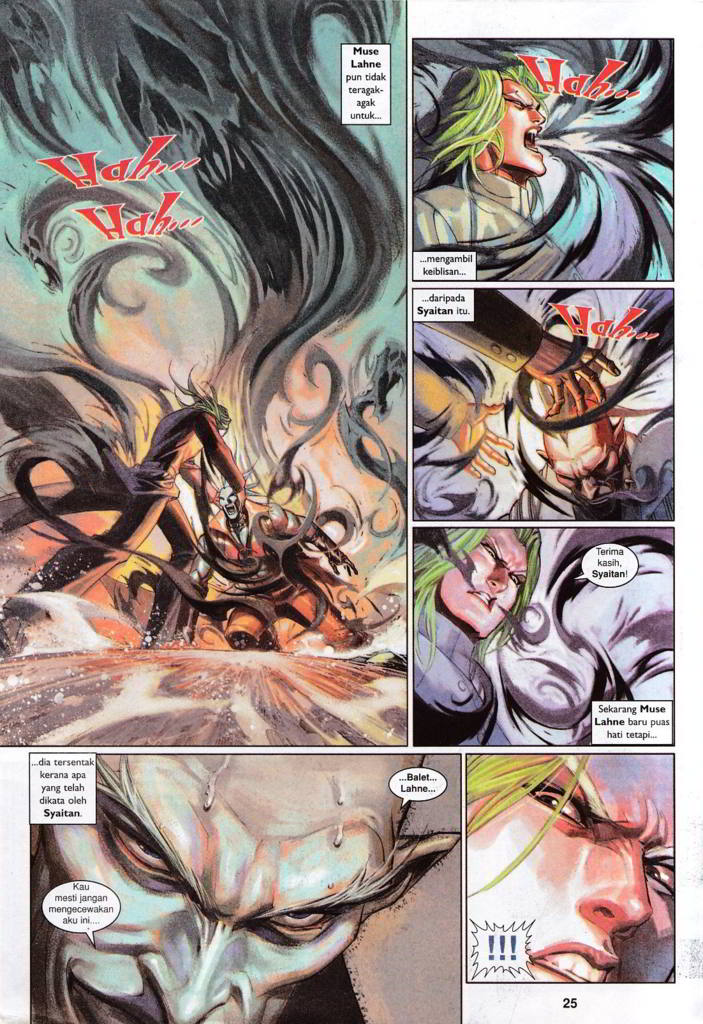 Muse
Lahne
pun tidak
teragak-
agak
untuk...
Hah...
Hah...
Hah...
...mengambil
keiblisan...
...daripada
Syaitan itu.
Hah...
Terima
kasih,
Syaitan!
Sekarang Muse
Lahne baru puas
hati tetapi...
...dia tersentak
kerana apa
yang telah
dikata oleh
Syaitan.
...Balet...
Lahne...
Kau
mesti jangan
mengecewakan
aku ini....
!!!
25